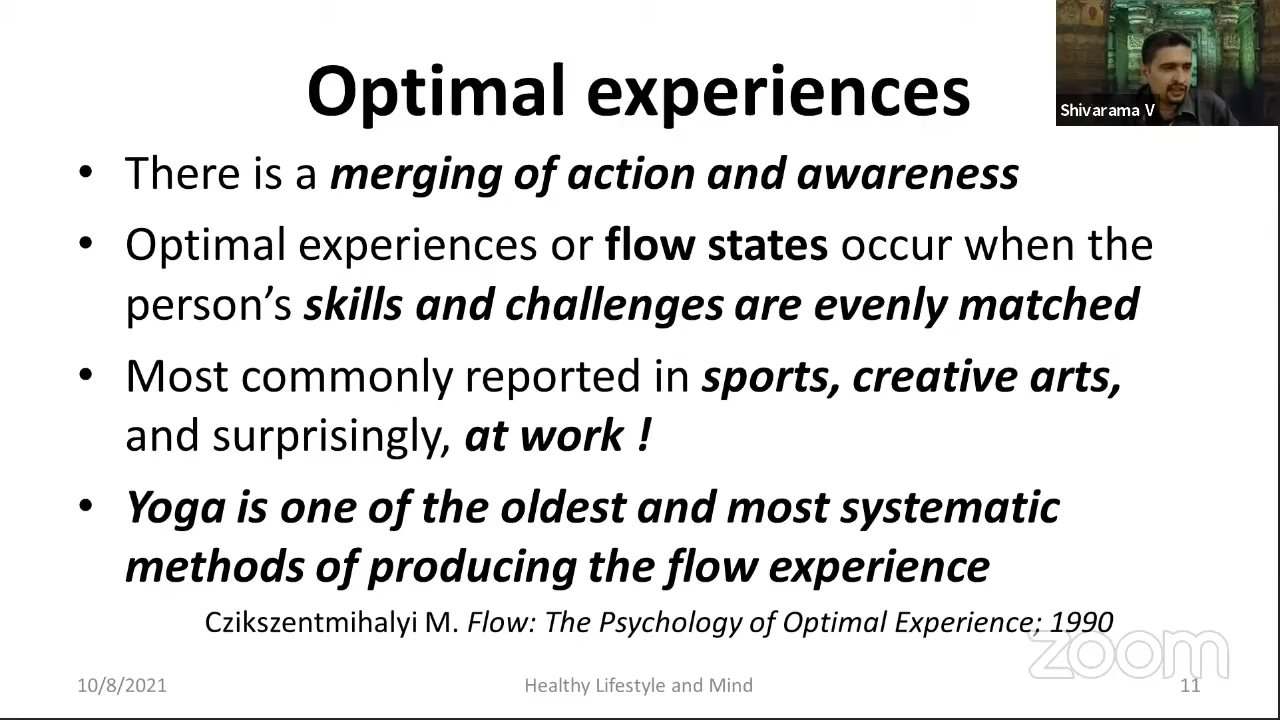 Optimal experiences
Shivarama V
• There is a merging of action and awareness
• Optimal experiences or flow states occur when the
person’s skills and challenges are evenly matched
• Most commonly reported in sports, creative arts,
and surprisingly, at work !
• Yoga is one of the oldest and most systematic
methods of producing the flow experience
Czikszentmihalyi M. Flow: The Psychology of Optimal Experience; 1990
zoom
10/8/2021
Healthy Lifestyle and Mind
11